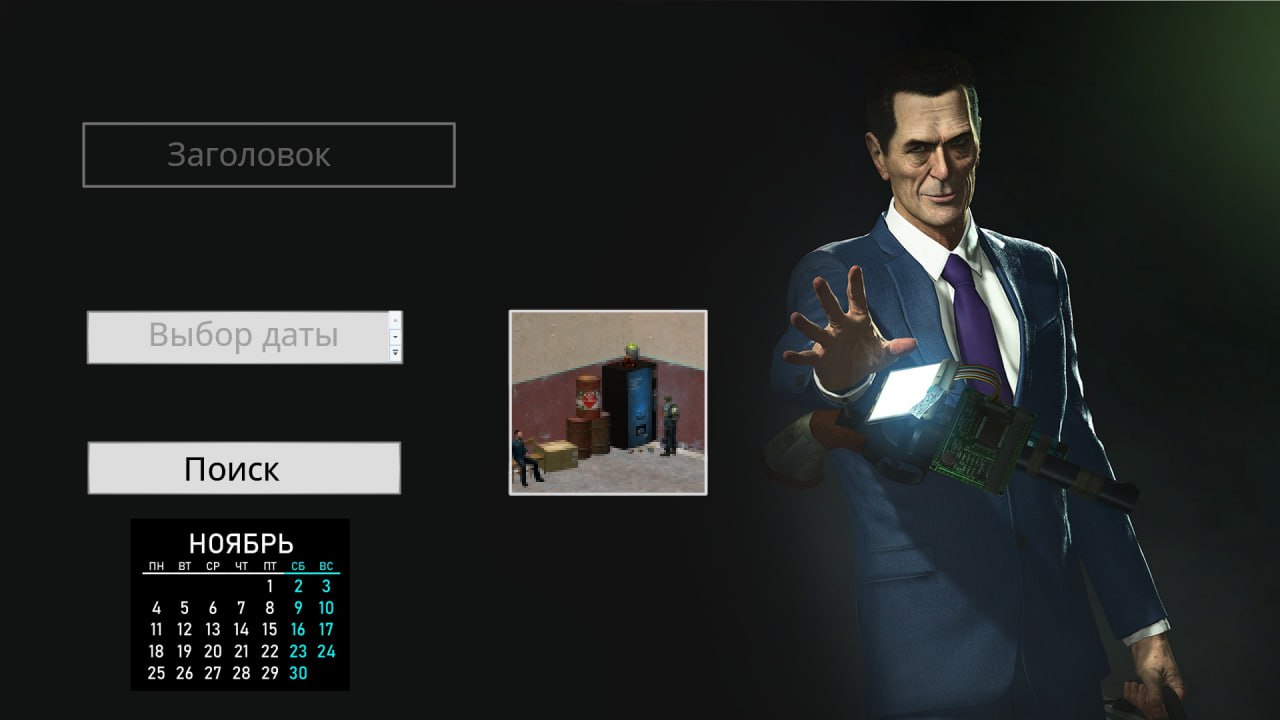 Заголовок
Выбор даты
Поиск
НОЯБРЬ
ПН ВТ СР ЧТ ПТ СБ ВС
1 2 3
4 5 6 7 8 9 10
11 12 13 14 15 16 17
18 19 20 21 22 23 24
25 26 27 28 29 30